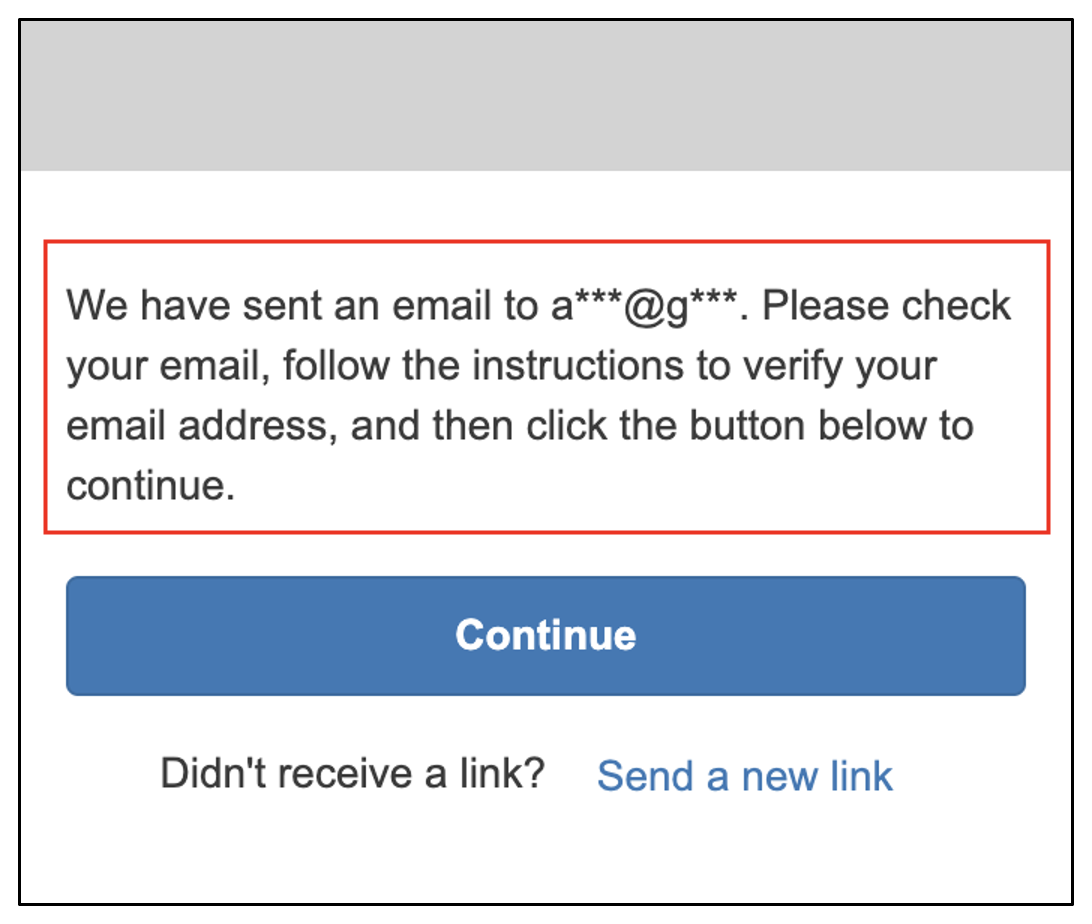 We have sent an email to a***@g***. Please check
your email, follow the instructions to verify your
email address, and then click the button below to
continue.
Continue
Didn't receive a link? Send a new link